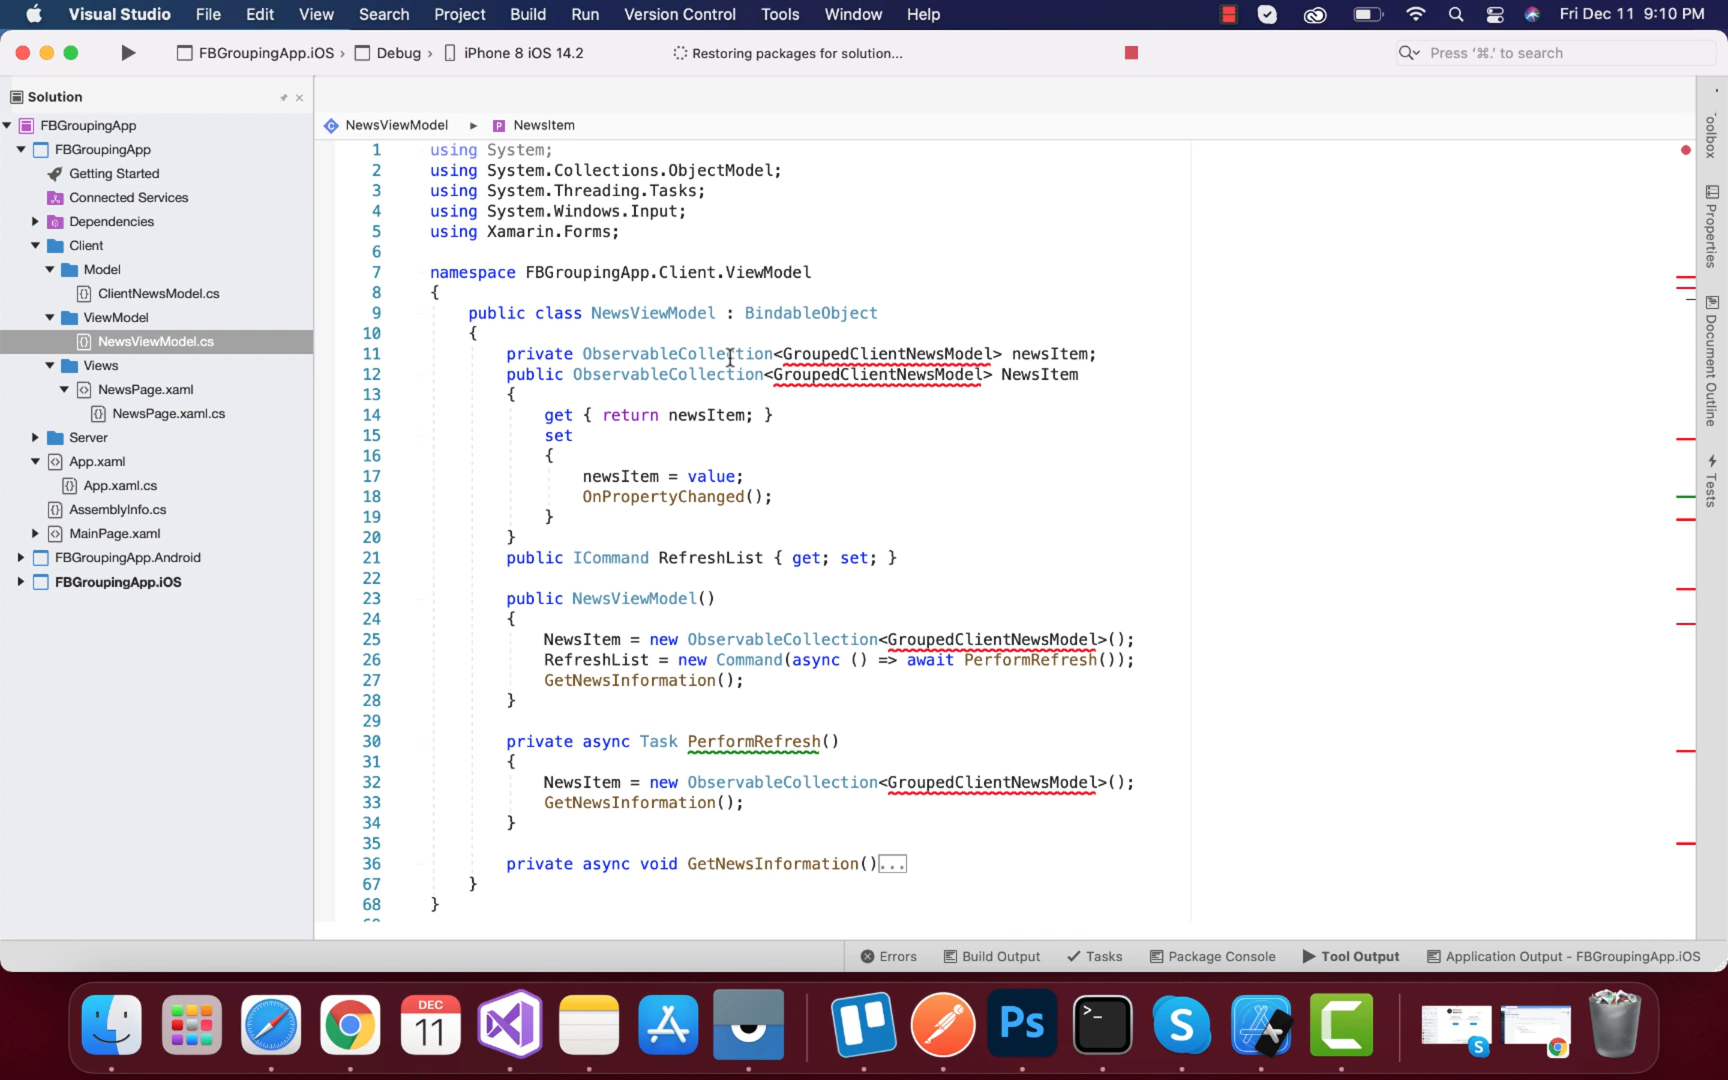 Visual Studio File Edit View Search Project Build Run Version Control Tools Window Help Fri Dec 11 9:10 PM
FBGroupingApp.iOS › Debug › iPhone 8 iOS 14.2 Restoring packages for solution... Press '⌘.' to search
Solution
FBGroupingApp
FBGroupingApp
Getting Started
Connected Services
Dependencies
Client
Model
ClientNewsModel.cs
ViewModel
NewsViewModel.cs
Views
NewsPage.xaml
NewsPage.xaml.cs
Server
App.xaml
App.xaml.cs
AssemblyInfo.cs
MainPage.xaml
FBGroupingApp.Android
FBGroupingApp.iOS
NewsViewModel ▸ NewsItem
1 using System;
2 using System.Collections.ObjectModel;
3 using System.Threading.Tasks;
4 using System.Windows.Input;
5 using Xamarin.Forms;
6
7 namespace FBGroupingApp.Client.ViewModel
8 {
9 public class NewsViewModel : BindableObject
10 {
11 private ObservableCollection<GroupedClientNewsModel> newsItem;
12 public ObservableCollection<GroupedClientNewsModel> NewsItem
13 {
14 get { return newsItem; }
15 set
16 {
17 newsItem = value;
18 OnPropertyChanged();
19 }
20 }
21 public ICommand RefreshList { get; set; }
22
23 public NewsViewModel()
24 {
25 NewsItem = new ObservableCollection<GroupedClientNewsModel>();
26 RefreshList = new Command(async () => await PerformRefresh());
27 GetNewsInformation();
28 }
29
30 private async Task PerformRefresh()
31 {
32 NewsItem = new ObservableCollection<GroupedClientNewsModel>();
33 GetNewsInformation();
34 }
35
36 private async void GetNewsInformation()...
67 }
68 }
oolbox
Properties
Document Outline
Tests
Errors Build Output Tasks Package Console Tool Output Application Output - FBGroupingApp.iOS
DEC
11
Ps
>_
S
C
S